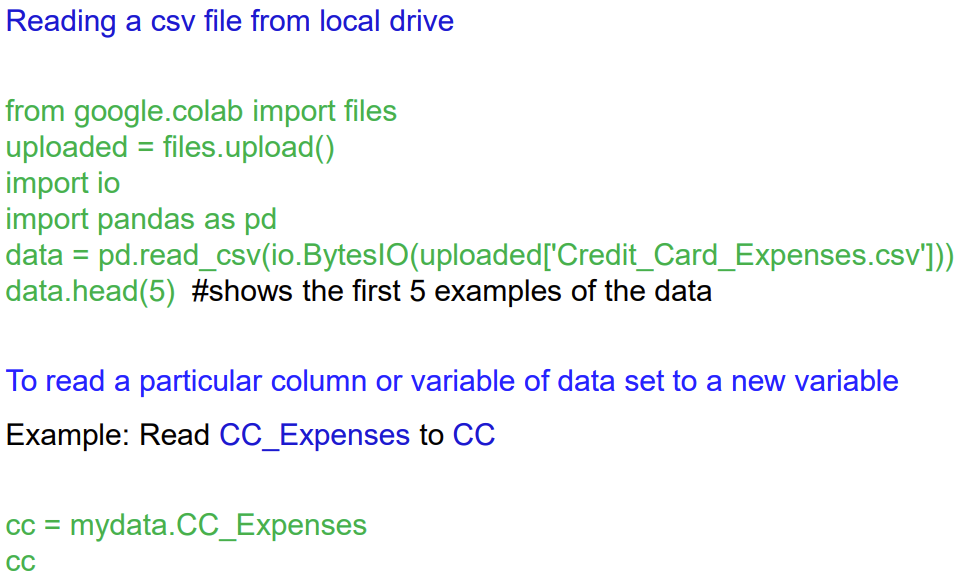 Reading a csv file from local drive
from google.colab import files
uploaded = files.upload()
import io
import pandas as pd
data = pd.read_csv(io.BytesIO(uploaded['Credit_Card_Expenses.csv']))
data.head(5)  #shows the first 5 examples of the data
To read a particular column or variable of data set to a new variable
Example: Read CC_Expenses to CC
cc = mydata.CC_Expenses
cc